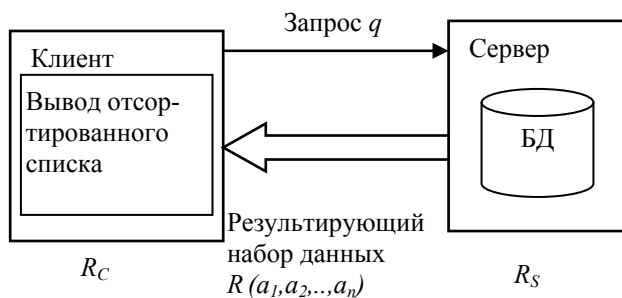 Запрос q
Клиент
Сервер
Вывод отсор-
тированного
списка
БД
Результирующий
набор данных
R (a1,a2,..,an)
RC
RS